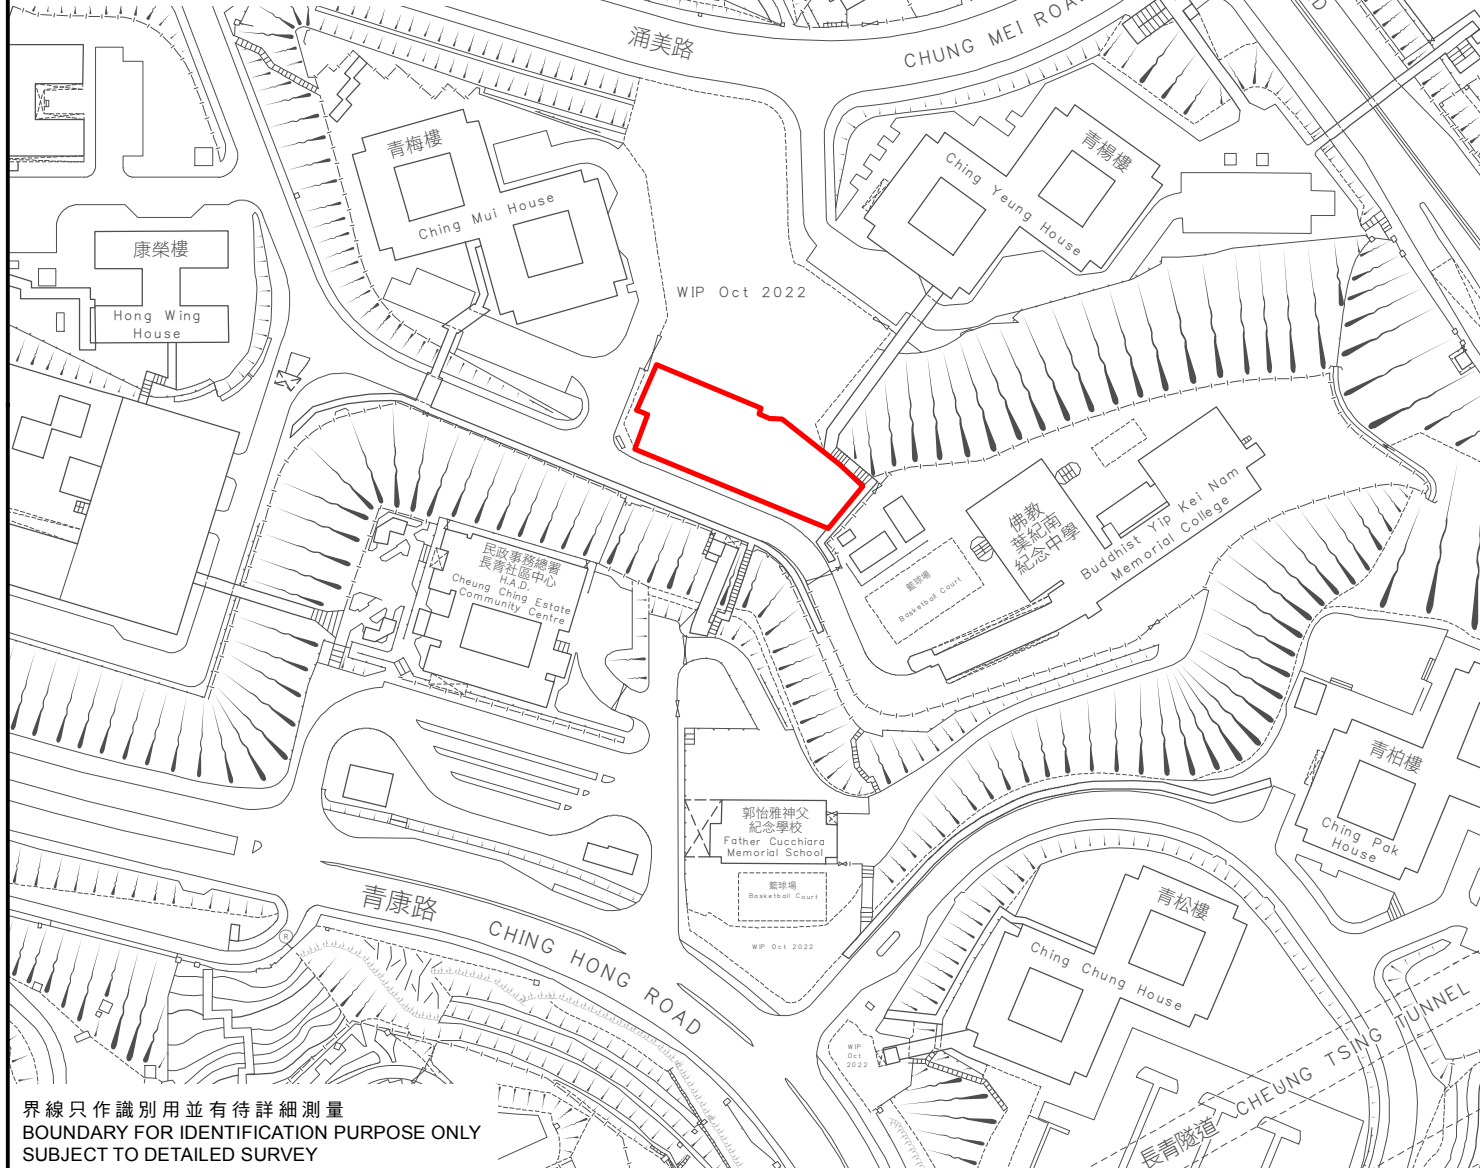 涌美路
CHUNG MEI ROA
D
青梅樓
Ching Mui House
青楊樓
Ching Yeung House
康榮樓
Hong Wing
House
WIP Oct 2022
佛教
葉紀南
紀念中學
Buddhist Yip Kei Nam
Memorial College
籃球場
Basketball Court
民政事務總署
長青社區中心
H.A.D.
Cheung Ching Estate
Community Centre
青柏樓
Ching Pak
House
郭怡雅神父
紀念學校
Father Cucchiara
Memorial School
籃球場
Basketball Court
WIP Oct 2022
青康路
CHING HONG ROAD
R
青松樓
Ching Chung House
WIP
Oct
2022
長青隧道
CHEUNG TSING TUNNEL
界線只作識別用並有待詳細測量
BOUNDARY FOR IDENTIFICATION PURPOSE ONLY
SUBJECT TO DETAILED SURVEY